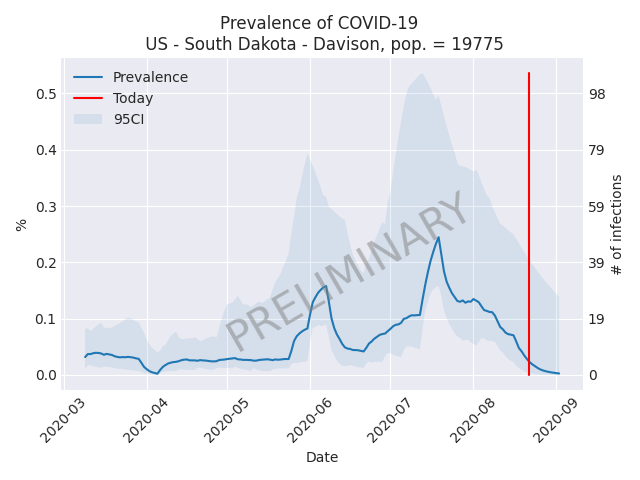 Prevalence of COVID-19
US - South Dakota - Davison, pop. = 19775
Prevalence
Today
95CI
PRELIMINARY
%
0.5
0.4
0.3
0.2
0.1
0.0
98
79
59
39
19
0
# of infections
2020-03
2020-04
2020-05
2020-06
2020-07
2020-08
2020-09
Date